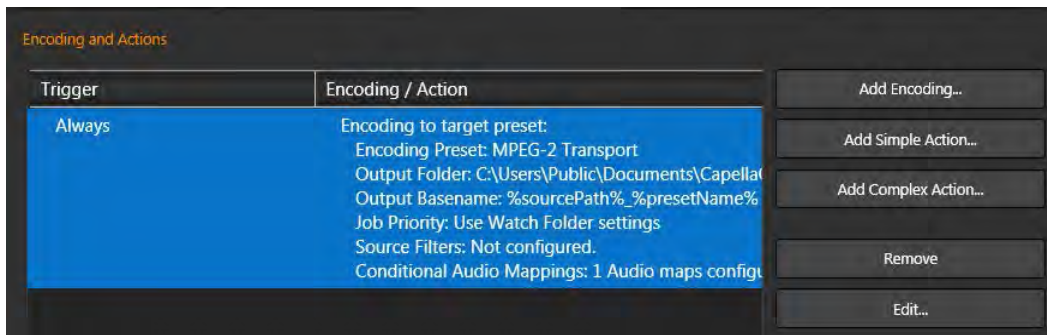 Encoding and Actions
Trigger Encoding / Action Add Encoding...
Always Encoding to target preset:
Encoding Preset: MPEG-2 Transport
Add Simple Action...
Output Folder: C:\Users\Public\Documents\Capella
Output Basename: %sourcePath%_%presetName%
Add Complex Action...
Job Priority: Use Watch Folder settings
Source Filters: Not configured.
Remove
Conditional Audio Mappings: 1 Audio maps
Edit...